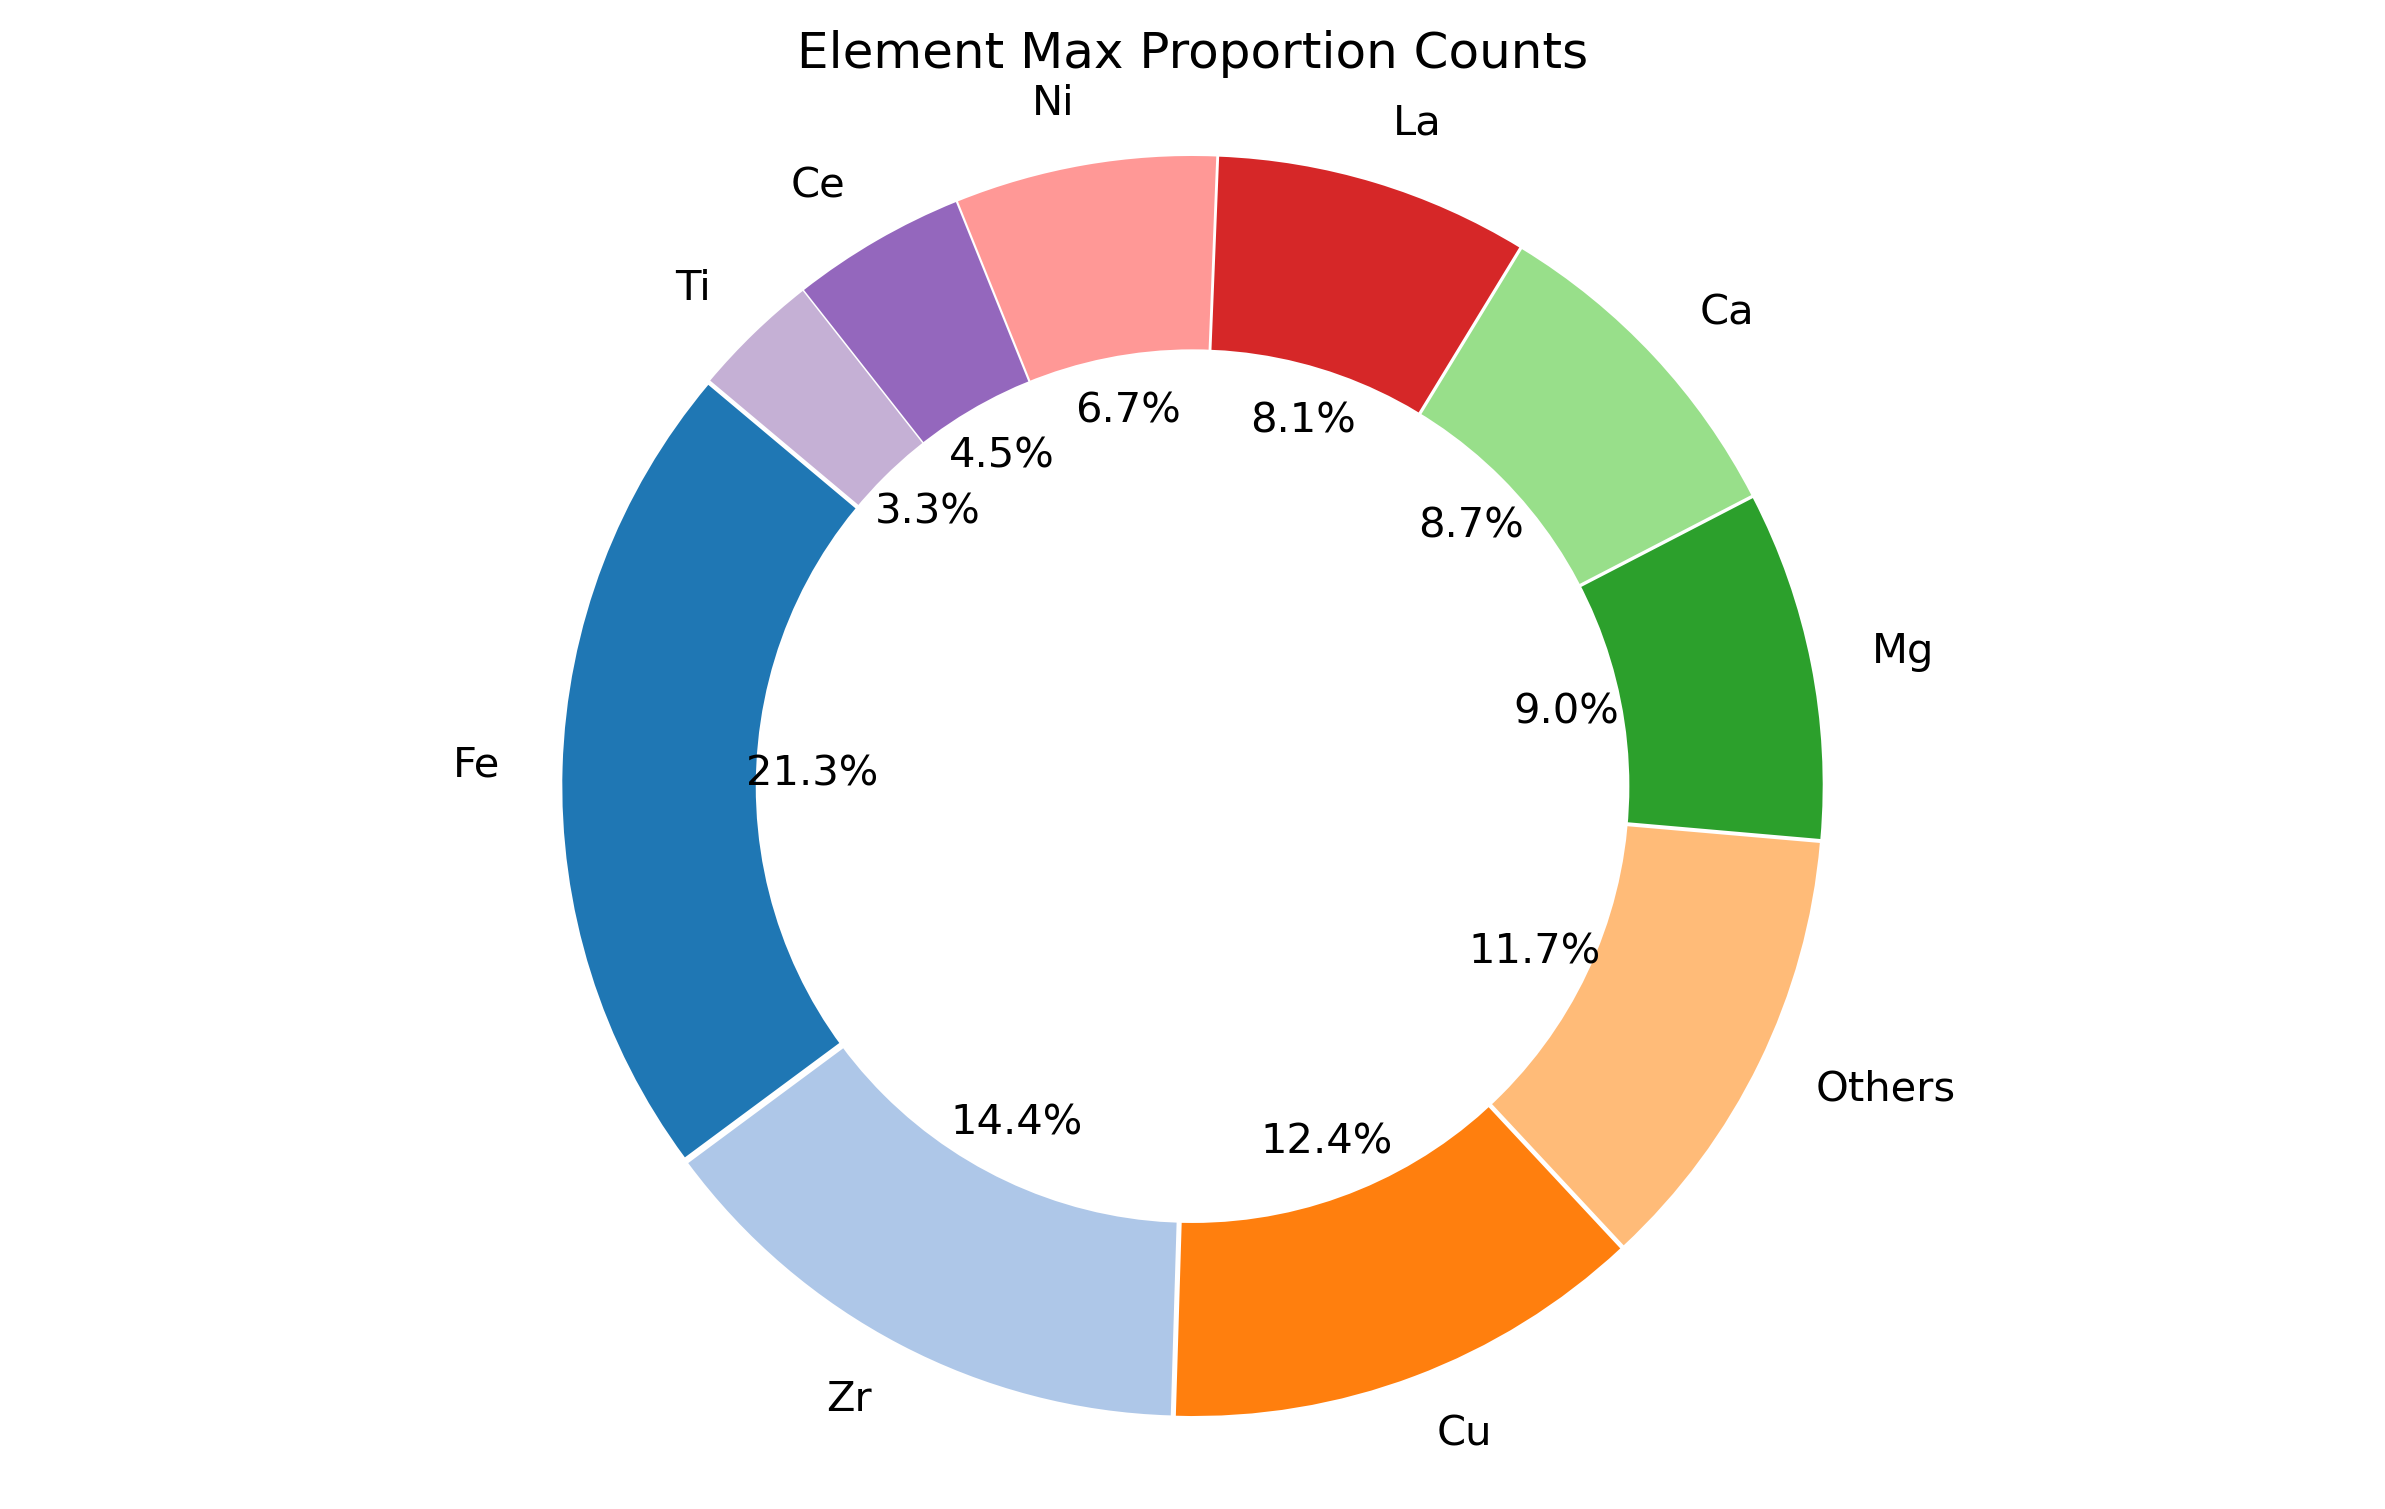 Element Max Proportion Counts
Ni
La
Ce
Ca
Ti
6.7%
8.1%
4.5%
3.3%
8.7%
Mg
9.0%
Fe
21.3%
11.7%
Others
14.4%
12.4%
Zr
Cu